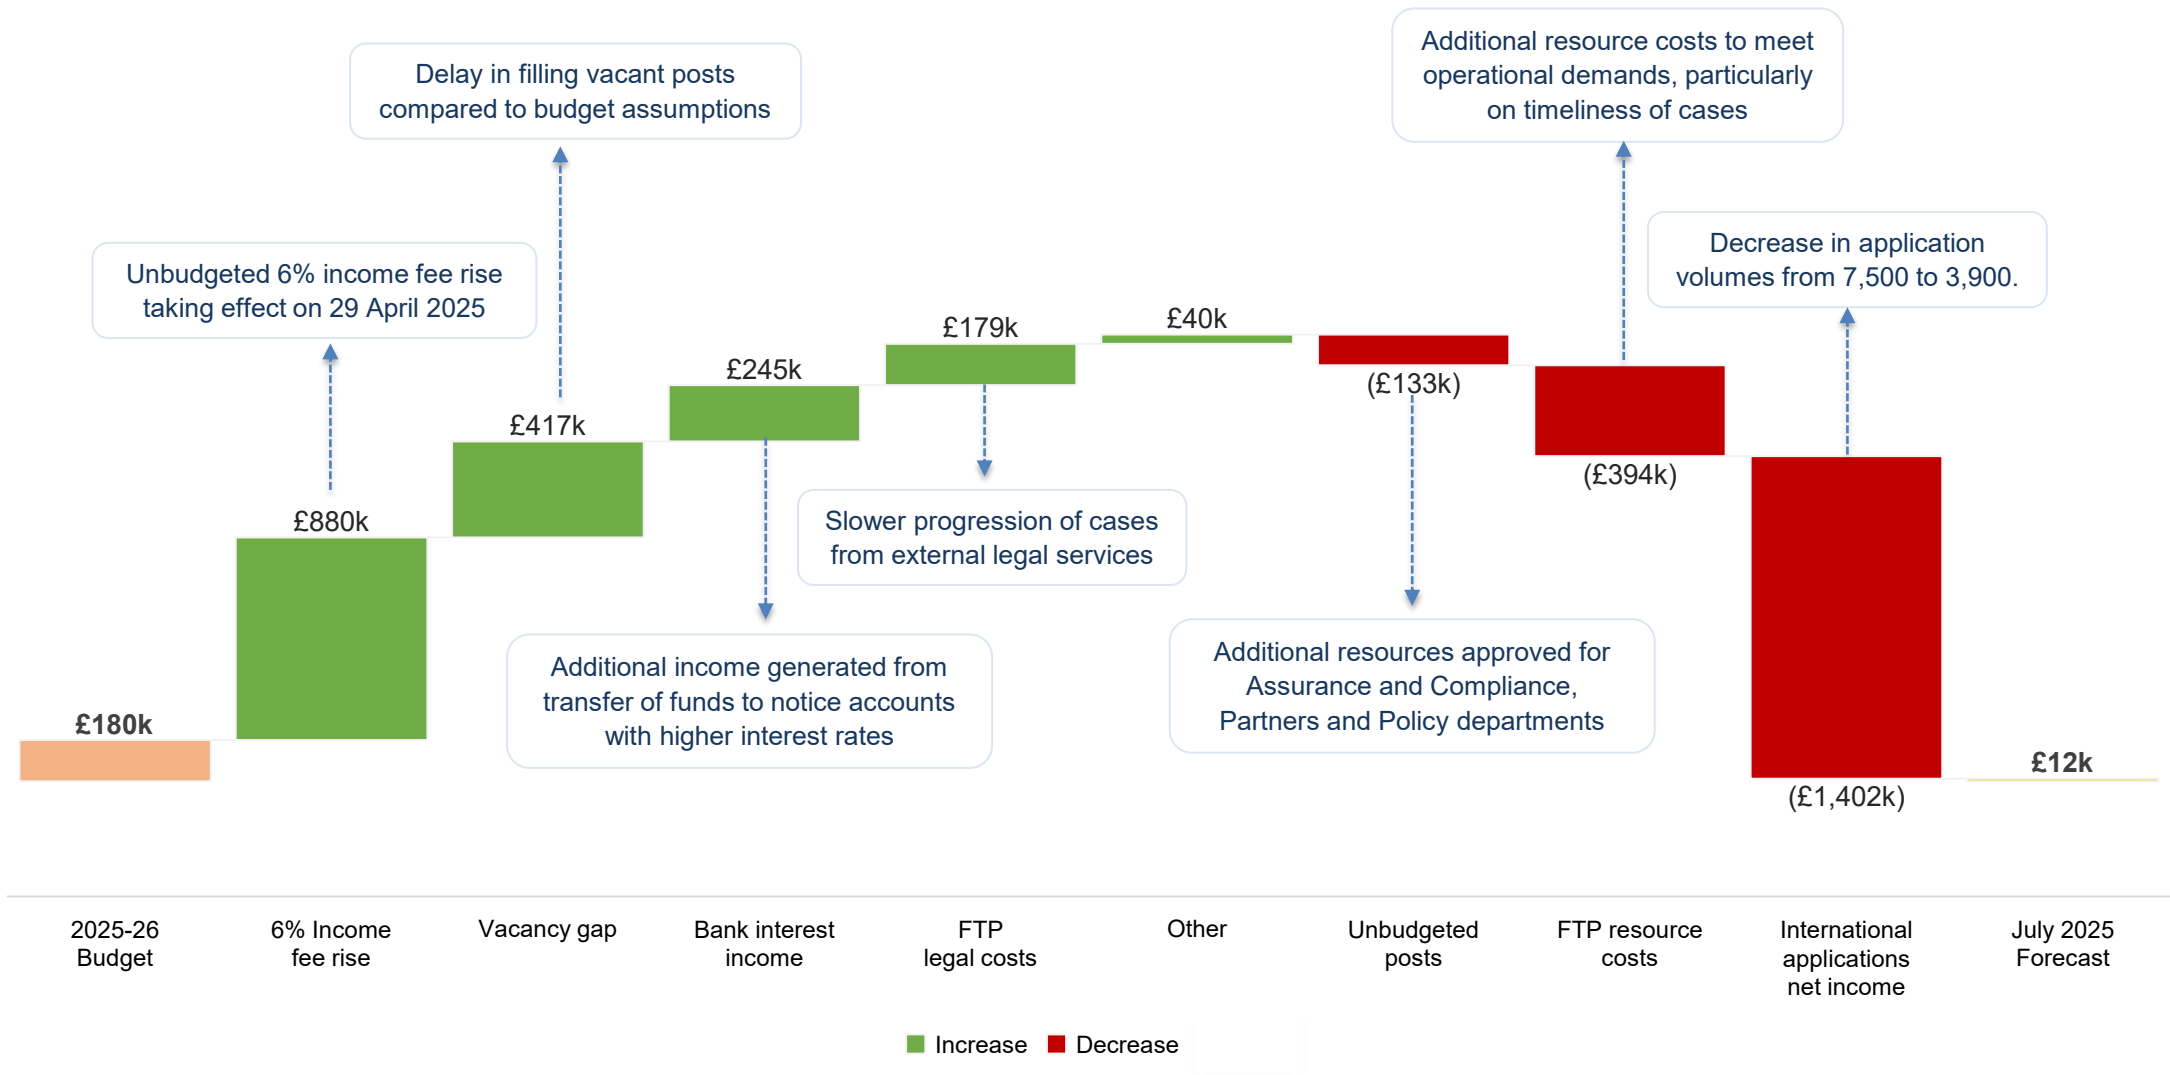 Additional resource costs to meet
operational demands, particularly
on timeliness of cases
Delay in filling vacant posts
compared to budget assumptions
Decrease in application
volumes from 7,500 to 3,900.
Unbudgeted 6% income fee rise
taking effect on 29 April 2025
£180k
£880k
£417k
£245k
£179k
£40k
(£133k)
(£394k)
(£1,402k)
£12k
Slower progression of cases
from external legal services
Additional income generated from
transfer of funds to notice accounts
with higher interest rates
Additional resources approved for
Assurance and Compliance,
Partners and Policy departments
2025-26
Budget
6% Income
fee rise
Vacancy gap
Bank interest
income
FTP
legal costs
Other
Unbudgeted
posts
FTP resource
costs
International
applications
net income
July 2025
Forecast
Increase
Decrease